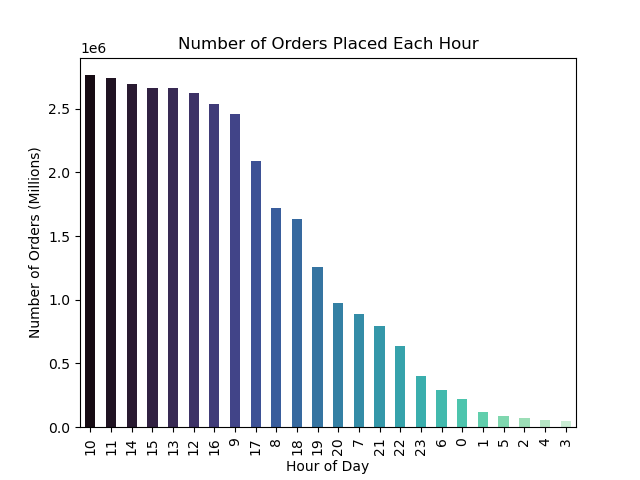 Number of Orders Placed Each Hour
1e6
Number of Orders (Millions)
2.5
2.0
1.5
1.0
0.5
0.0
10 11 14 15 13 12 16 9 17 8 18 19 20 7 21 22 23 6 0 1 5 2 4 3
Hour of Day